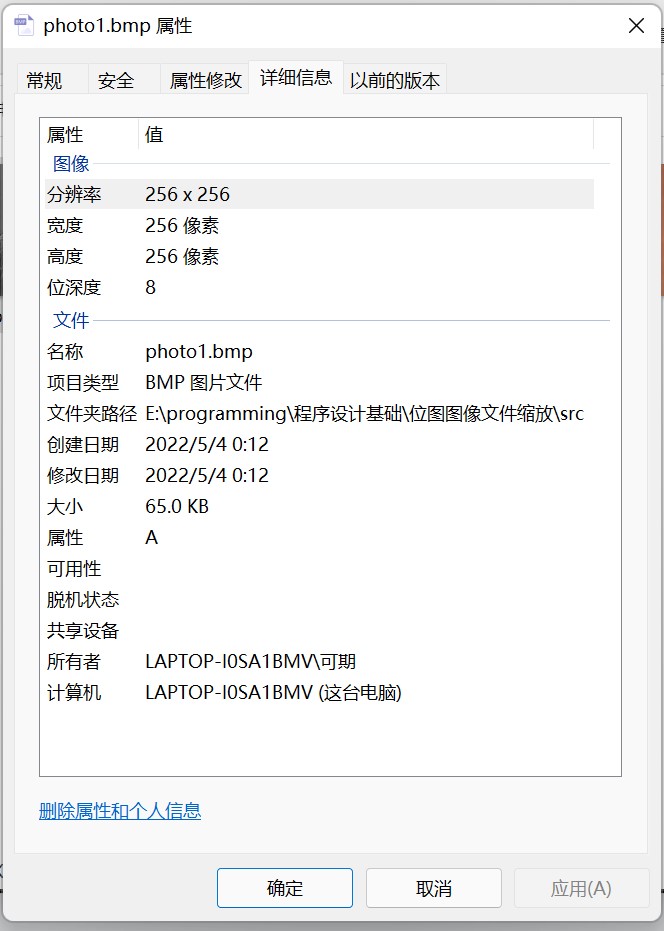 photo1.bmp 属性
常规 安全 属性修改 详细信息 以前的版本
属性 值
图像
分辨率 256 x 256
宽度 256 像素
高度 256 像素
位深度 8
文件
名称 photo1.bmp
项目类型 BMP 图片文件
文件夹路径 E:\programming\程序设计基础\位图图像文件缩放\src
创建日期 2022/5/4 0:12
修改日期 2022/5/4 0:12
大小 65.0 KB
属性 A
可用性
脱机状态
共享设备
所有者 LAPTOP-I0SA1BMV\可期
计算机 LAPTOP-I0SA1BMV (这台电脑)
删除属性和个人信息
确定 取消 应用(A)